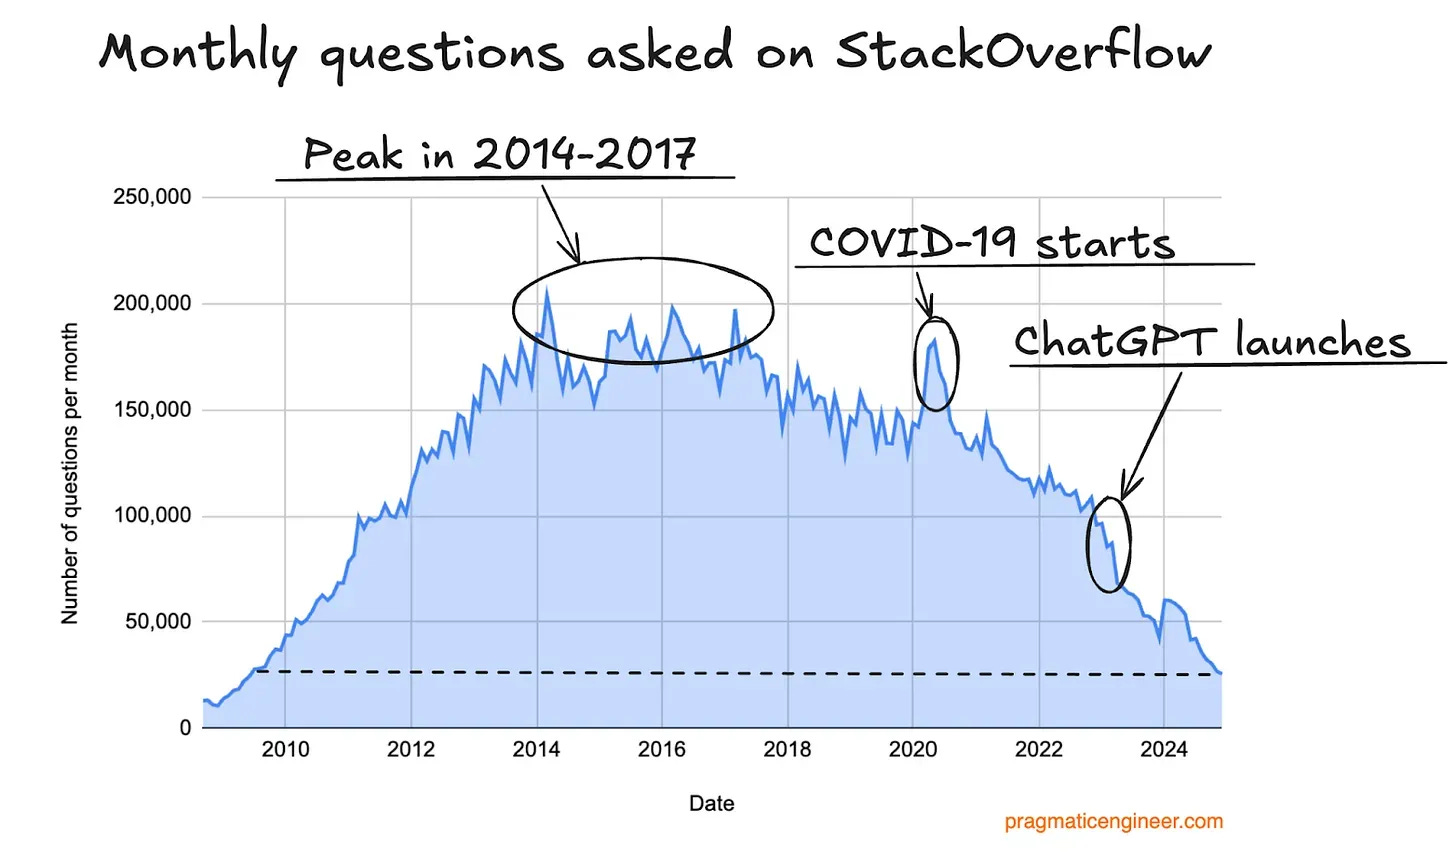 Monthly questions asked on StackOverflow
Peak in 2014-2017
COVID-19 starts
ChatGPT launches
Number of questions per month
250,000
200,000
150,000
100,000
50,000
0
2010 2012 2014 2016 2018 2020 2022 2024
Date
pragmaticengineer.com